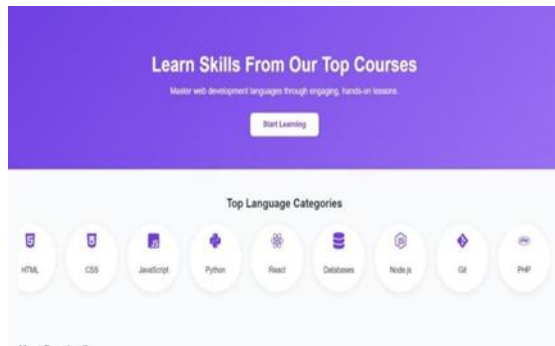 Learn Skills From Our Top Courses
Master web development languages through engaging, hands-on lessons.
Start Learning
Top Language Categories
HTML CSS JavaScript Python React Databases Node.js Git PHP